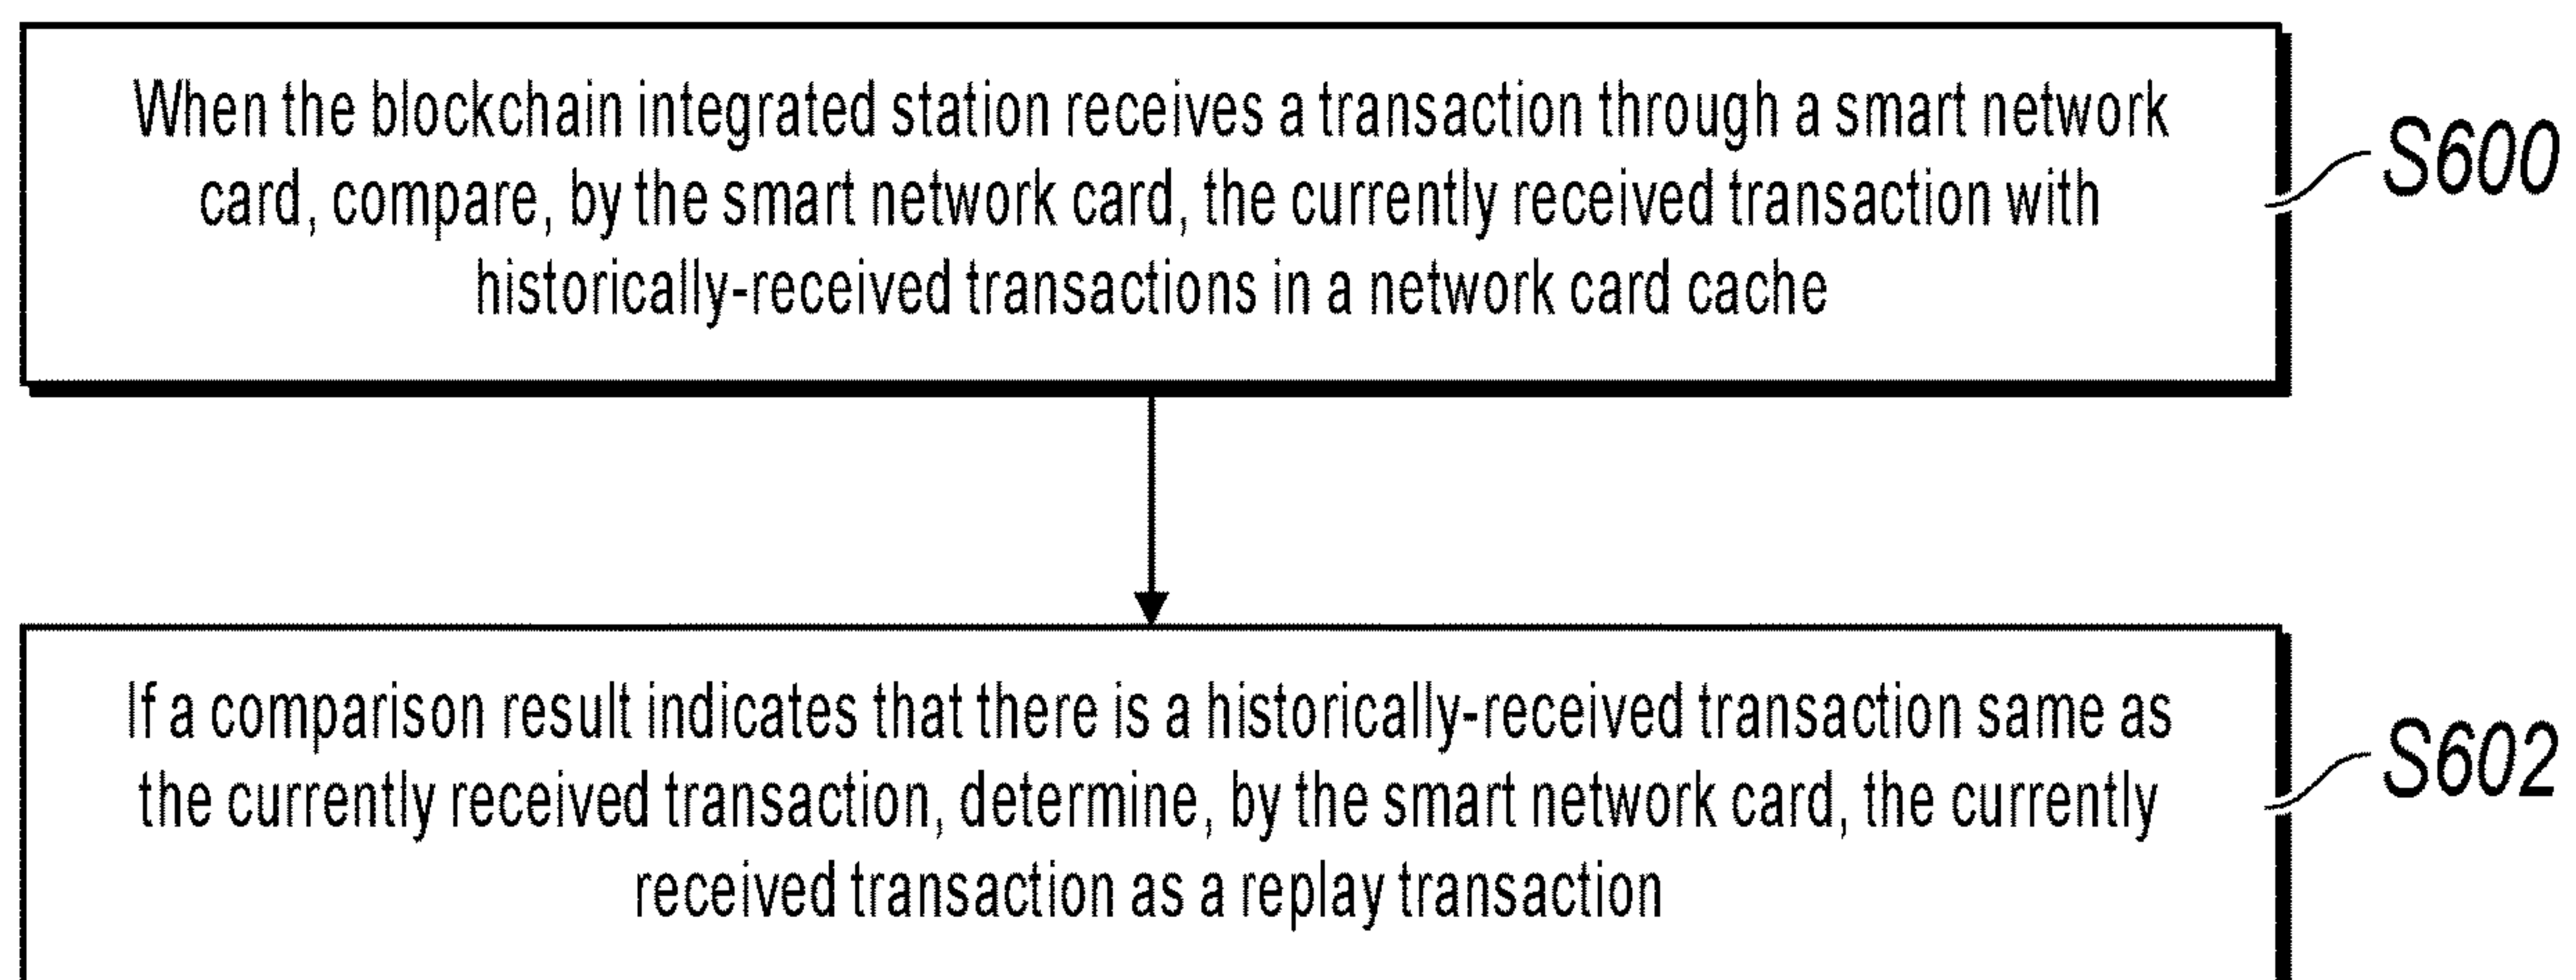 When the blockchain integrated station receives a transaction through a smart network
card, compare, by the smart network card, the currently received transaction with
historically-received transactions in a network card cache
S600
If a comparison result indicates that there is a historically-received transaction same as
the currently received transaction, determine, by the smart network card, the currently
received transaction as a replay transaction
S602